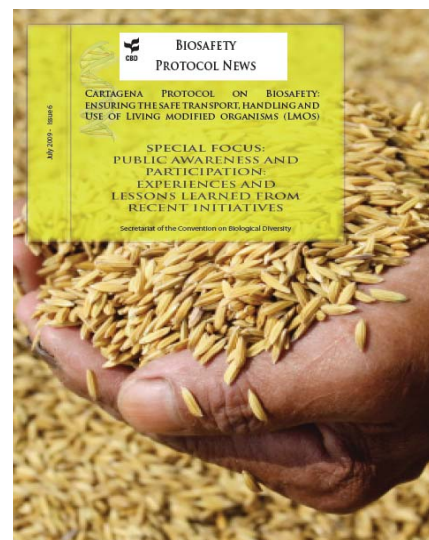 BIOSAFETY
PROTOCOL NEWS
CBD
CARTAGENA PROTOCOL ON BIOSAFETY:
ENSURING THE SAFE TRANSPORT, HANDLING AND
USE OF LIVING MODIFIED ORGANISMS (LMOS)
July 2009 - Issue 6
SPECIAL FOCUS:
PUBLIC AWARENESS AND
PARTICIPATION:
EXPERIENCES AND
LESSONS LEARNED FROM
RECENT INITIATIVES
Secretariat of the Convention on Biological Diversity